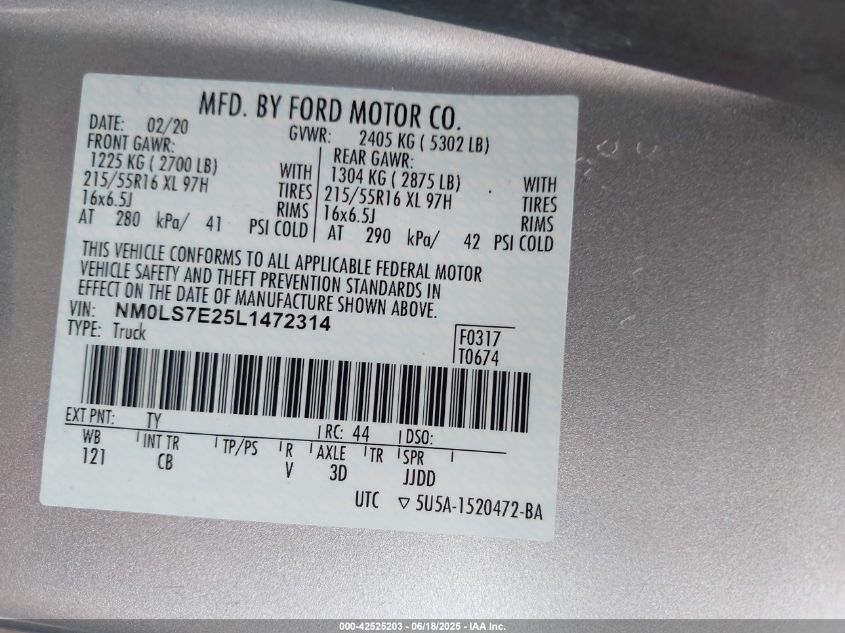 MFD. BY FORD MOTOR CO.
DATE: 02/20 GVWR: 2405 KG ( 5302 LB)
FRONT GAWR: REAR GAWR:
1225 KG ( 2700 LB) WITH 1304 KG ( 2875 LB) WITH
215/55R16 XL 97H TIRES 215/55R16 XL 97H TIRES
16x6.5J RIMS 16x6.5J RIMS
AT 280 kPa/ 41 PSI COLD AT 290 kPa/ 42 PSI COLD
THIS VEHICLE CONFORMS TO ALL APPLICABLE FEDERAL MOTOR
VEHICLE SAFETY AND THEFT PREVENTION STANDARDS IN
EFFECT ON THE DATE OF MANUFACTURE SHOWN ABOVE.
VIN: NM0LS7E25L1472314
TYPE: Truck F0317
T0674
EXT PNT: TY RC: 44 DSO:
WB INT TR TP/PS R AXLE TR SPR
121 CB V 3D JJDD
UTC ▽ 5U5A-1520472-BA
000-42525203 / 06/18/2025 - IAA Inc.